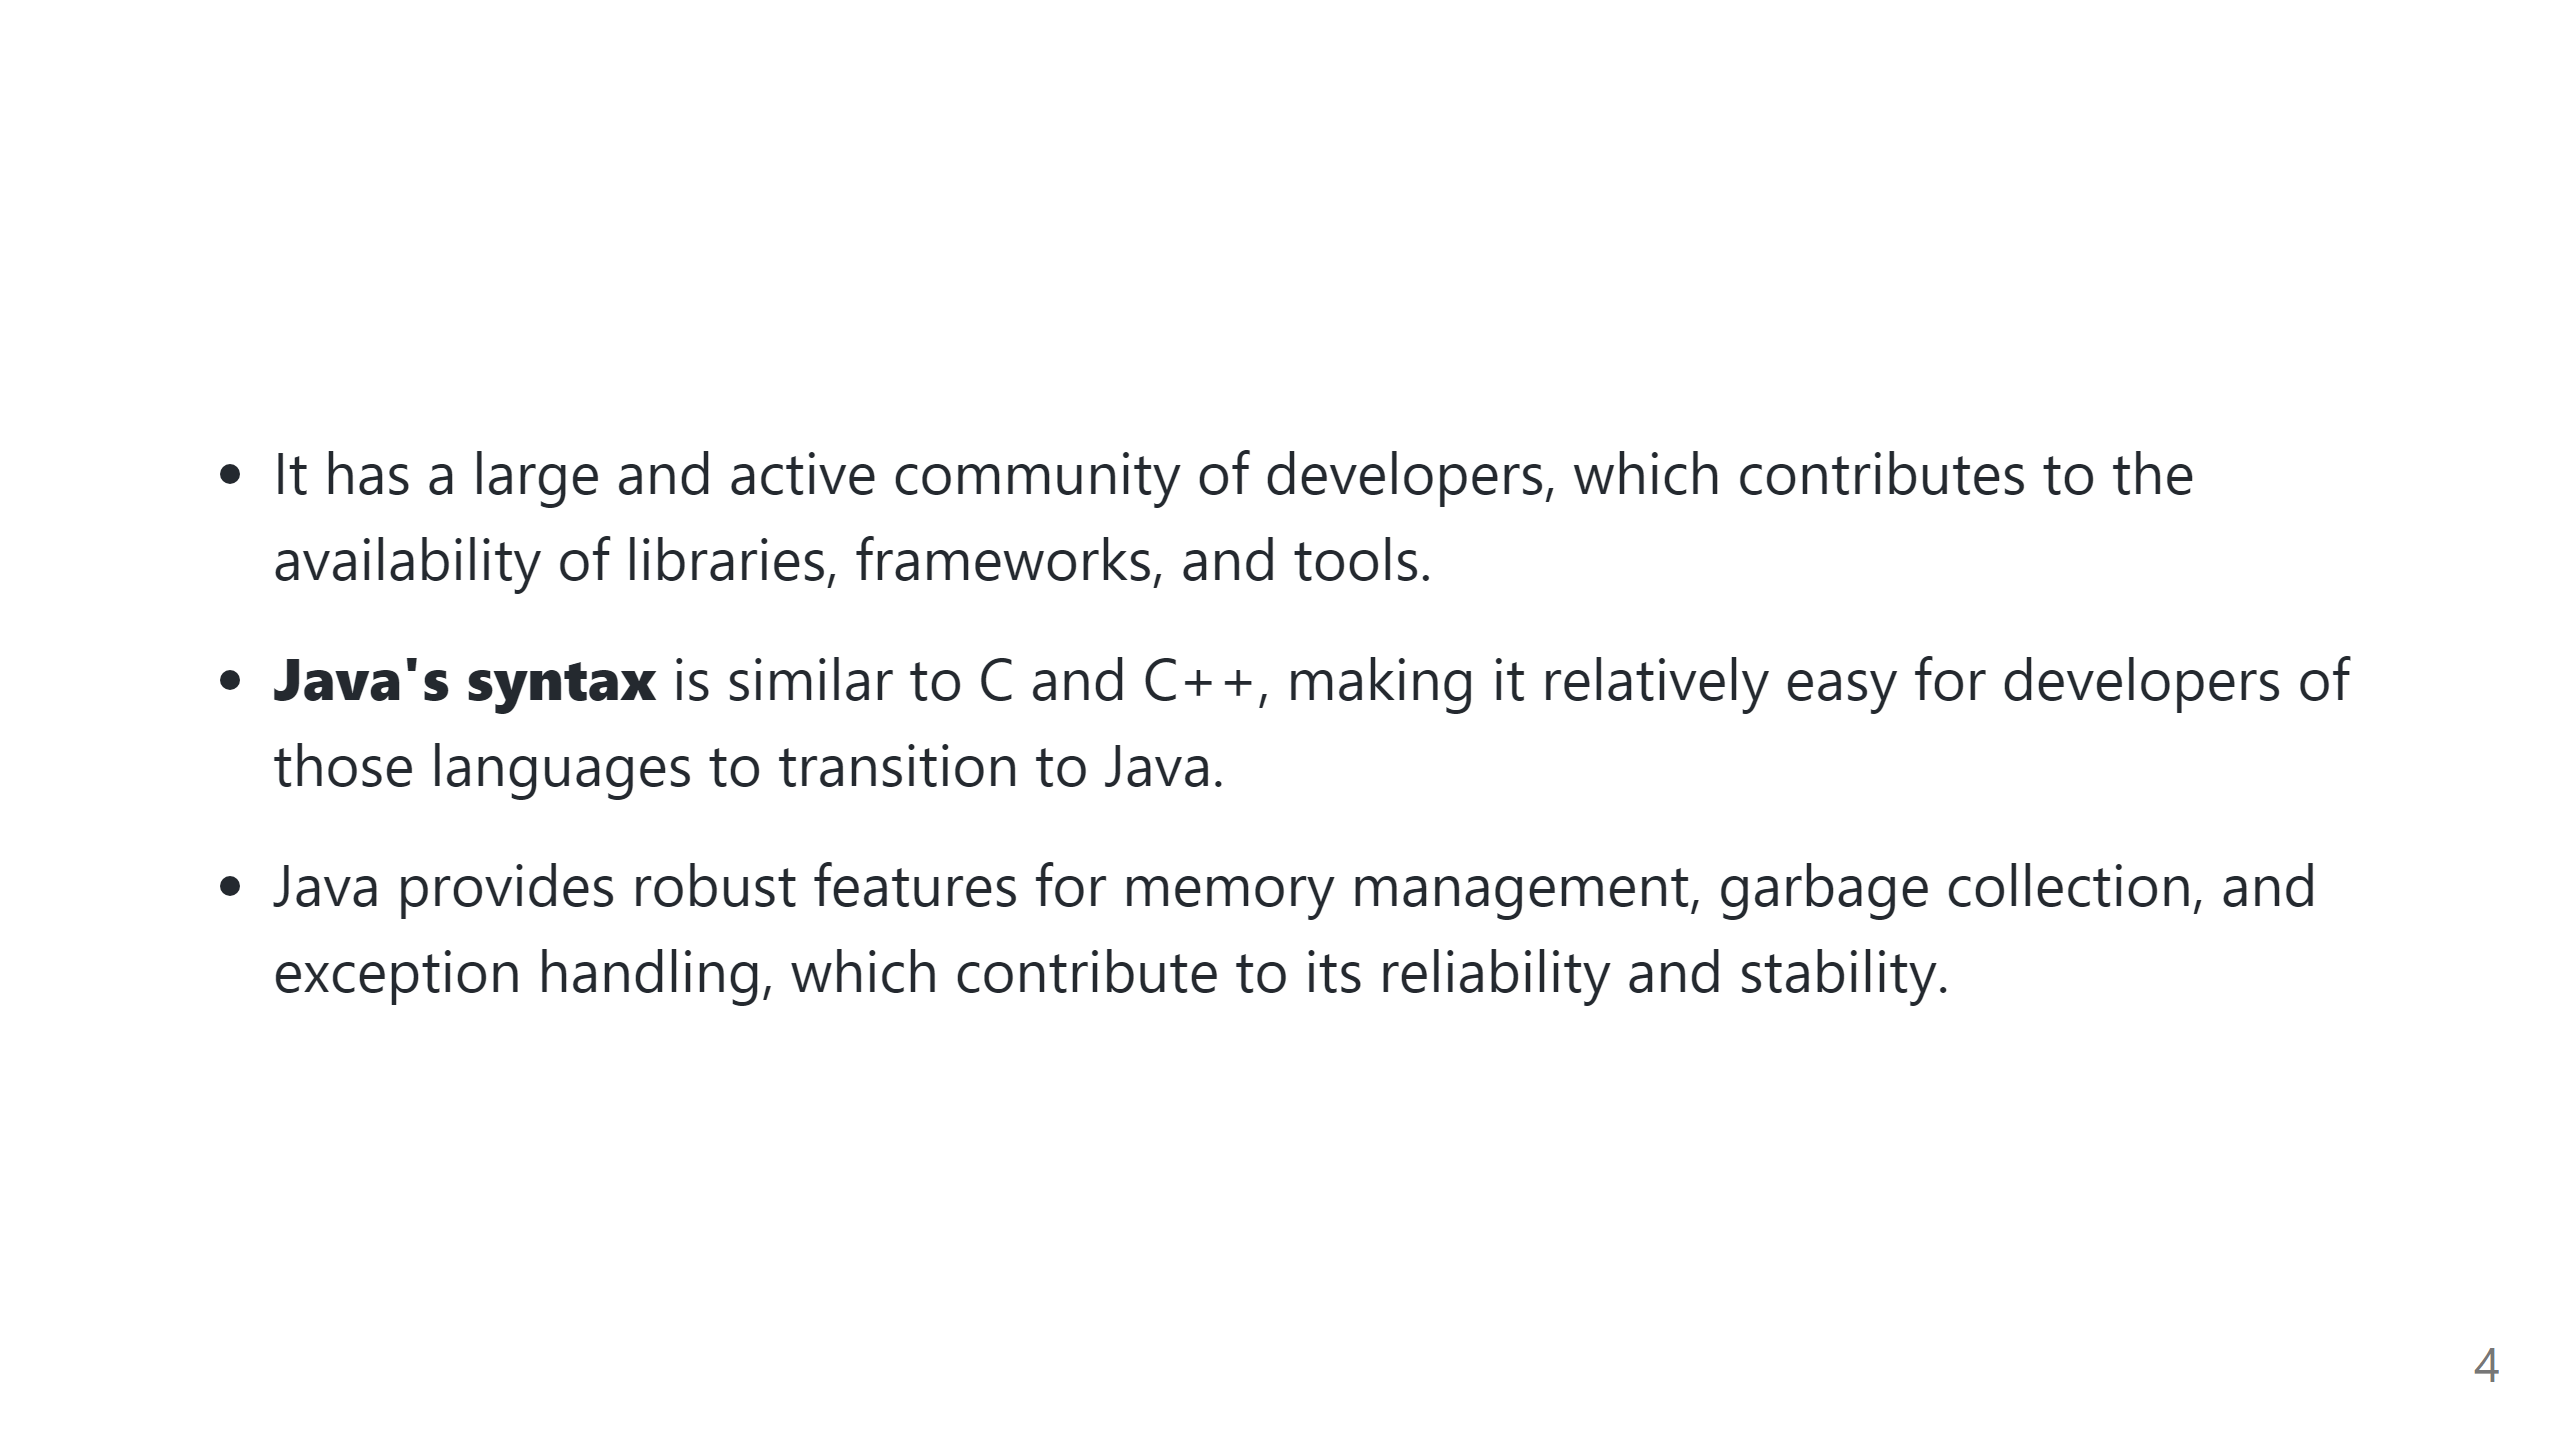 • It has a large and active community of developers, which contributes to the
availability of libraries, frameworks, and tools.
• Java's syntax is similar to C and C++, making it relatively easy for developers of
those languages to transition to Java.
• Java provides robust features for memory management, garbage collection, and
exception handling, which contribute to its reliability and stability.
4